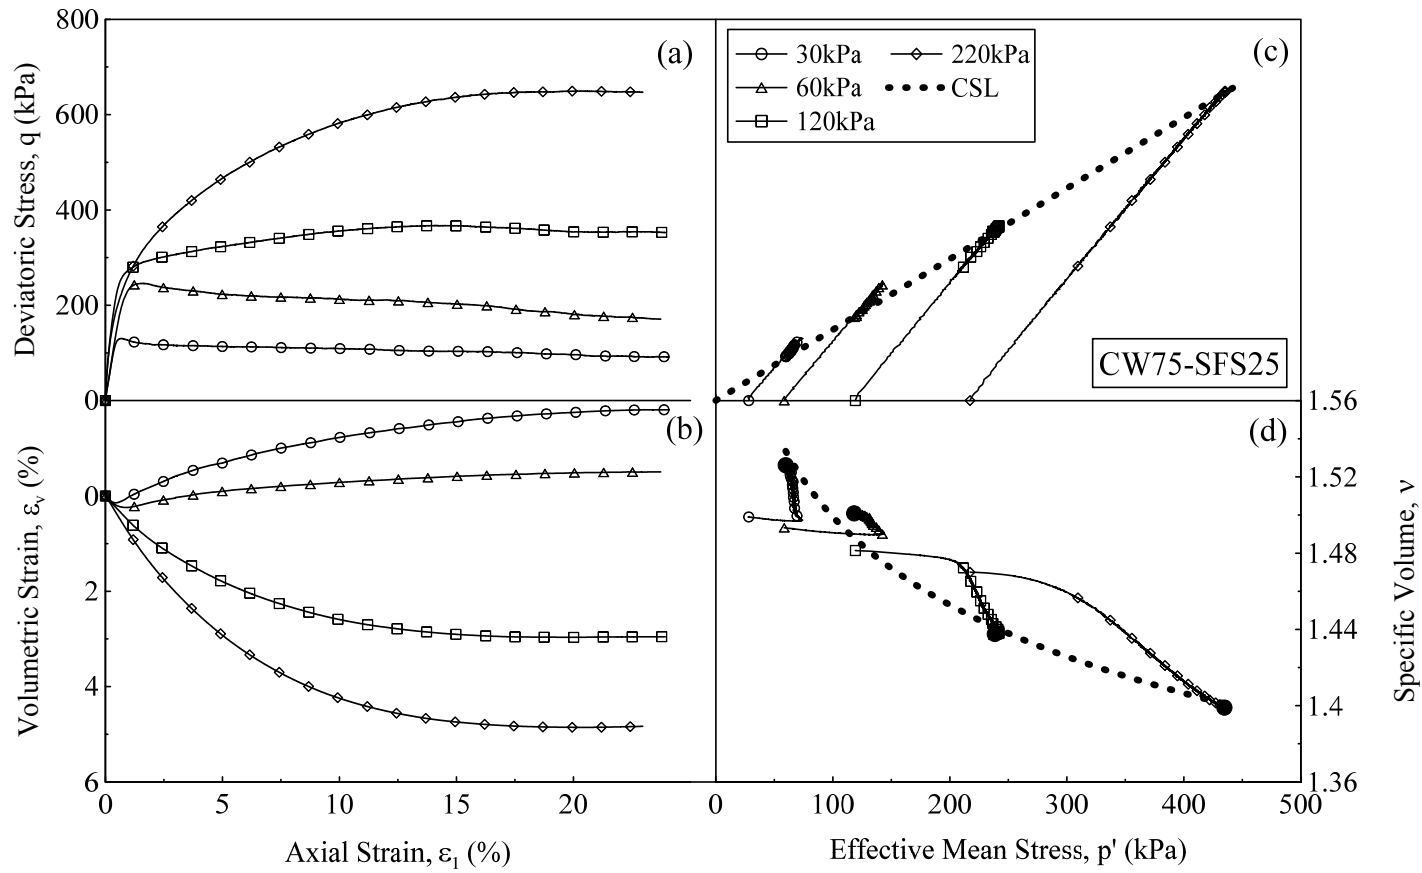 800
600
400
200
0
Deviatoric Stress, q (kPa)
(a)
30kPa
60kPa
120kPa
220kPa
CSL
(c)
CW75-SFS25
0
2
4
6
Volumetric Strain, εv (%)
(b)
0 5 10 15 20
Axial Strain, ε1 (%)
(d)
1.56
1.52
1.48
1.44
1.4
1.36
Specific Volume, ν
0 100 200 300 400 500
Effective Mean Stress, p' (kPa)